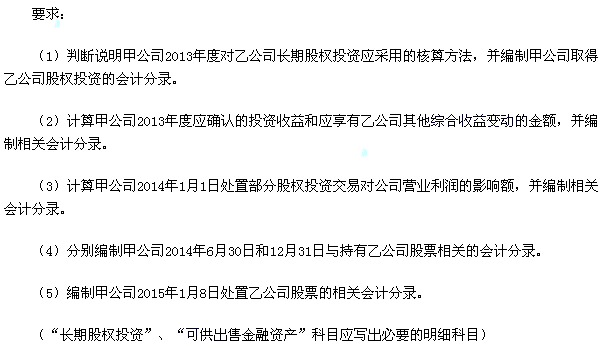 要求：
（1）判断说明甲公司2013年度对乙公司长期股权投资应采用的核算方法，并编制甲公司取得
乙公司股权投资的会计分录。
（2）计算甲公司2013年度应确认的投资收益和应享有乙公司其他综合收益变动的金额，并编
制相关会计分录。
（3）计算甲公司2014年1月1日处置部分股权投资交易对公司营业利润的影响额，并编制相关
会计分录。
（4）分别编制甲公司2014年6月30日和12月31日与持有乙公司股票相关的会计分录。
（5）编制甲公司2015年1月8日处置乙公司股票的相关会计分录。
（“长期股权投资”、“可供出售金融资产”科目应写出必要的明细科目）